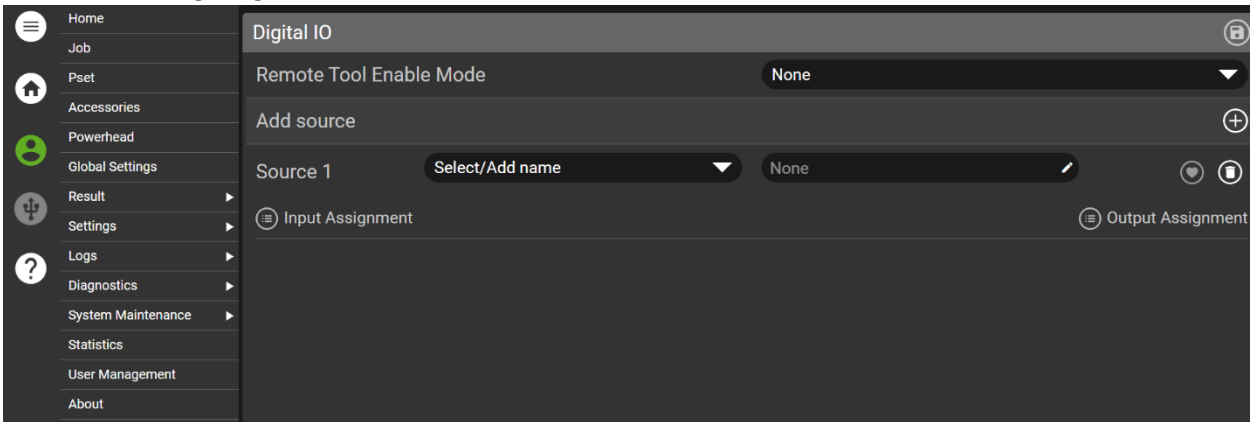 Home
Job
Pset
Accessories
Powerhead
Global Settings
Result
Settings
Logs
Diagnostics
System Maintenance
Statistics
User Management
About
Digital IO
Remote Tool Enable Mode None
Add source
Source 1 Select/Add name None
Input Assignment Output Assignment